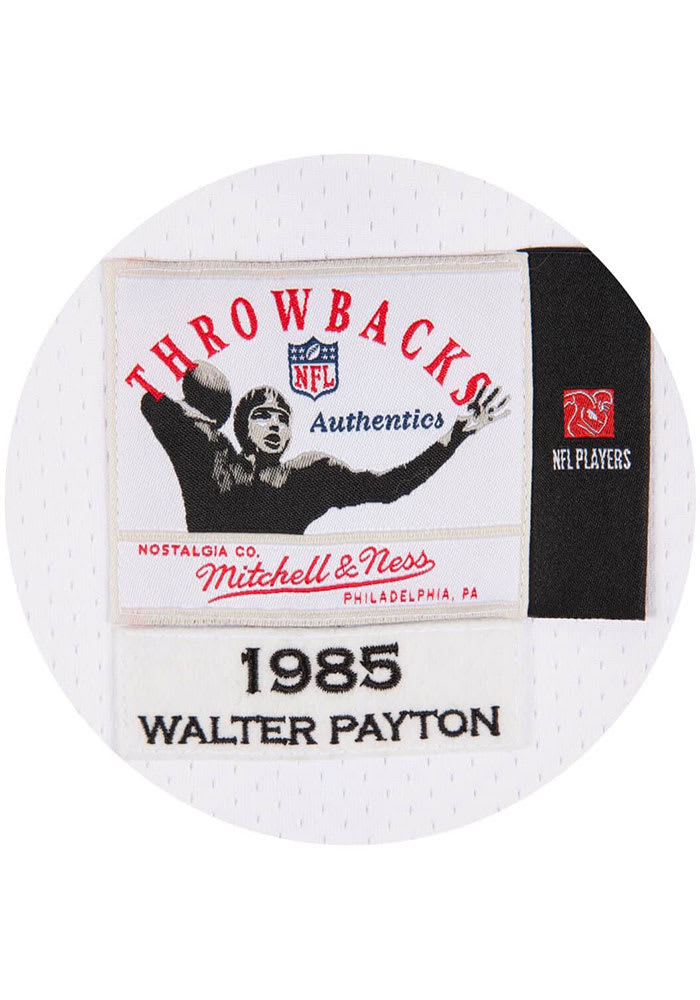 THROWBACKS
NFL
Authentics
NFL PLAYERS
NOSTALGIA CO.
Mitchell & Ness
PHILADELPHIA, PA
1985
WALTER PAYTON